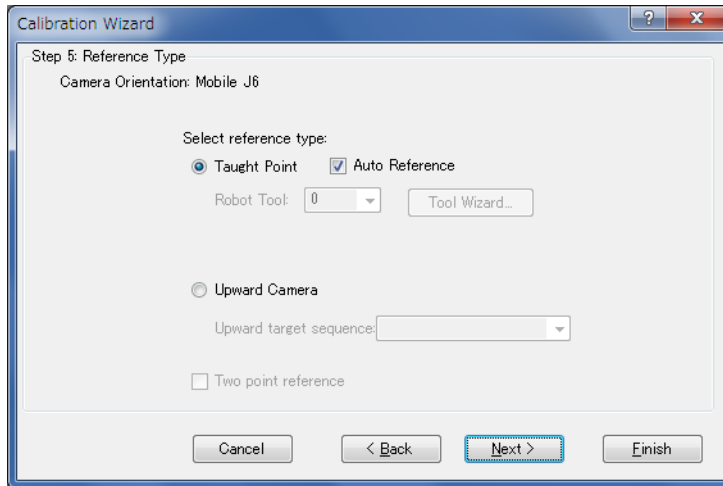 Calibration Wizard
Step 5: Reference Type
Camera Orientation: Mobile J6
Select reference type:
Taught Point Auto Reference
Robot Tool: 0 Tool Wizard...
Upward Camera
Upward target sequence:
Two point reference
Cancel < Back Next > Finish